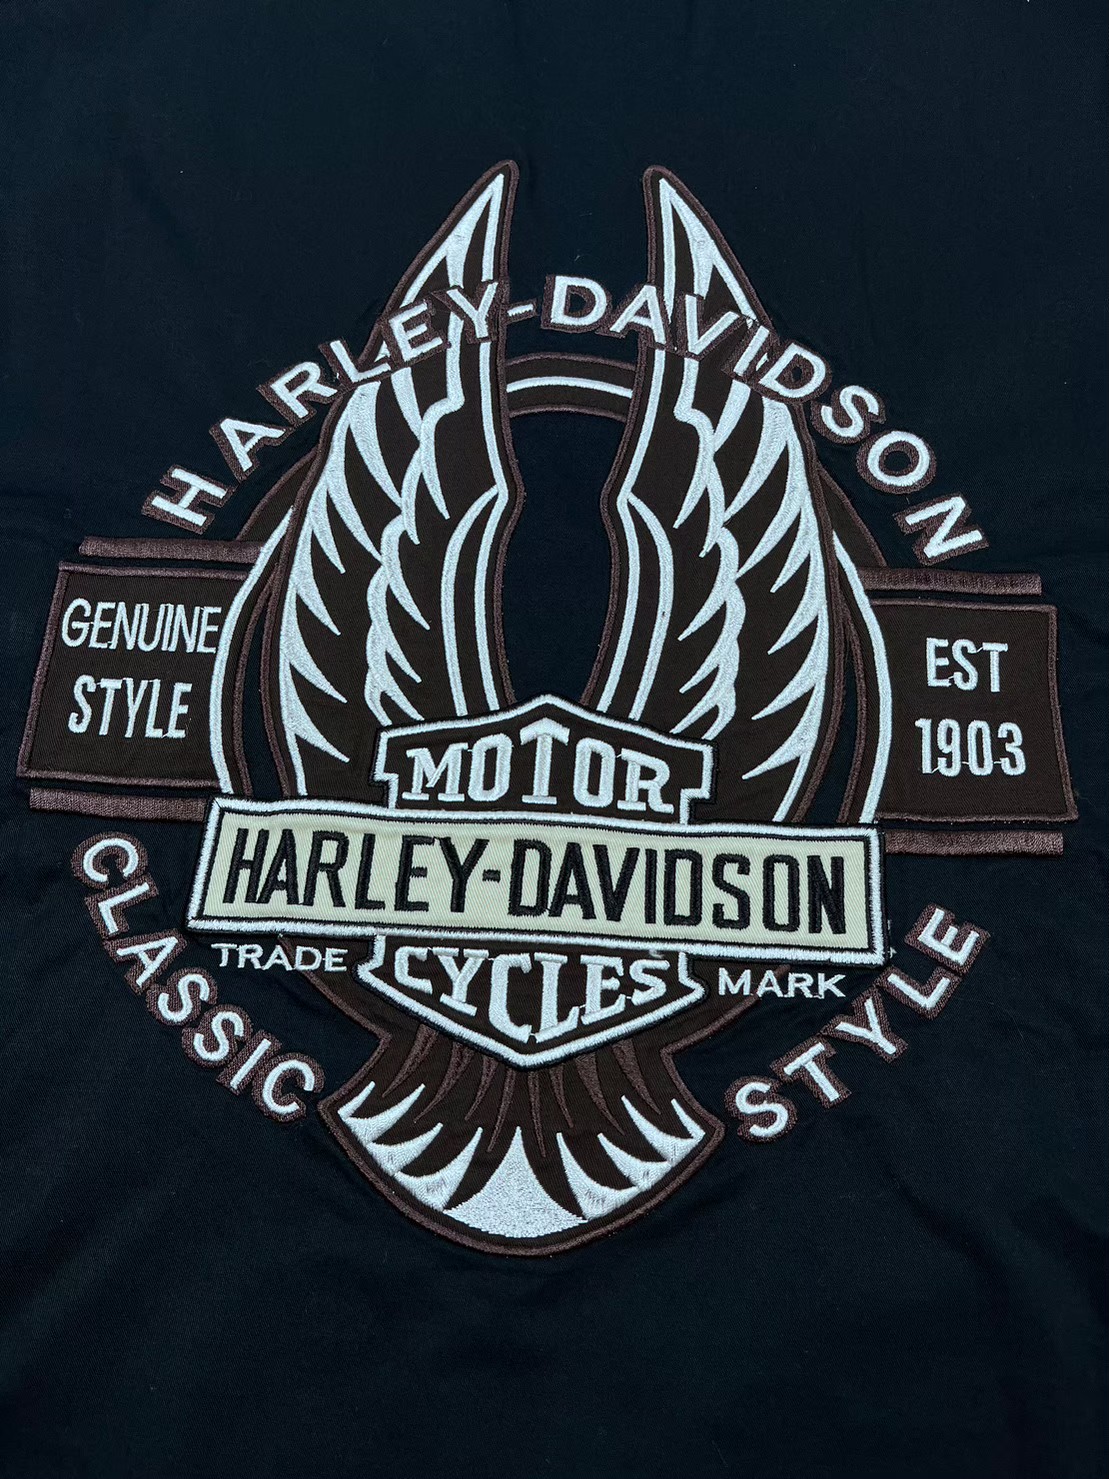 HARLEY-DAVIDSON
GENUINE
STYLE
EST
1903
MOTOR
HARLEY-DAVIDSON
TRADE
MARK
CYCLES
CLASSIC
STYLE